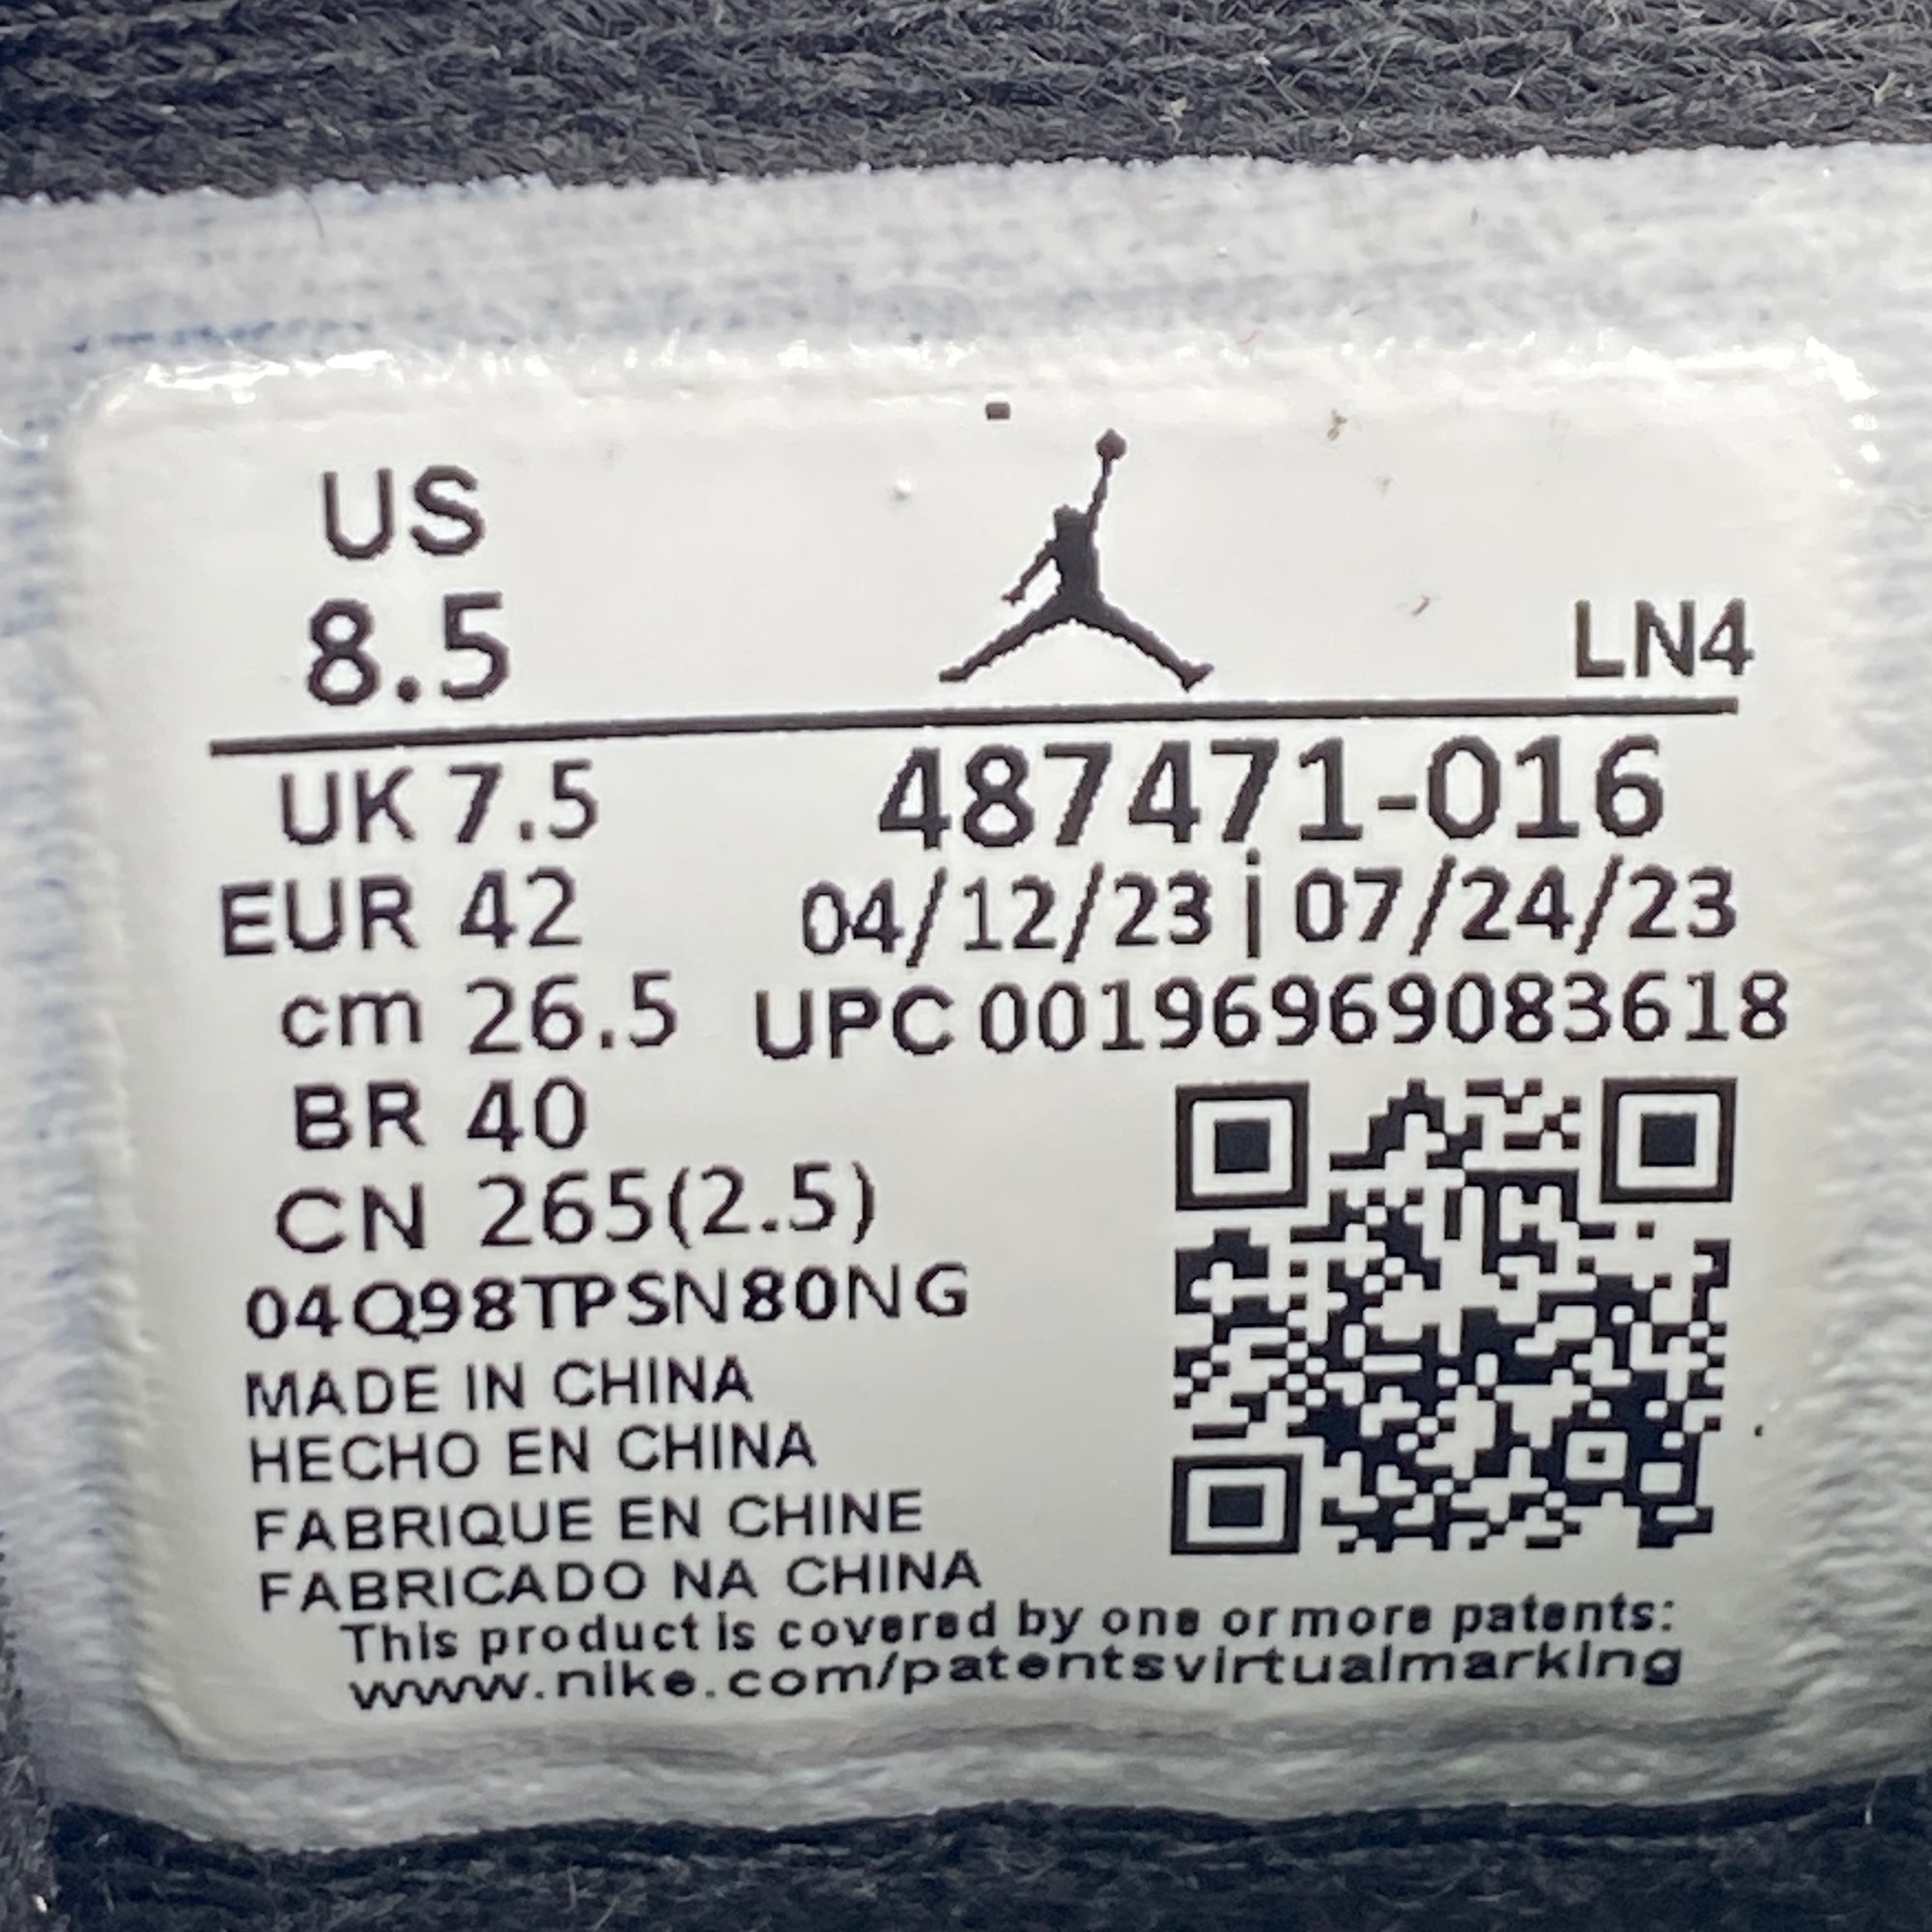 US
8.5
LN4
UK 7.5
487471-016
EUR 42
04/12/23 | 07/24/23
cm 26.5
UPC 00196969083618
BR 40
CN 265(2.5)
04Q98TPSN80NG
MADE IN CHINA
HECHO EN CHINA
FABRIQUE EN CHINE
FABRICADO NA CHINA
This product is covered by one or more patents:
www.nike.com/patentsvirtualmarking